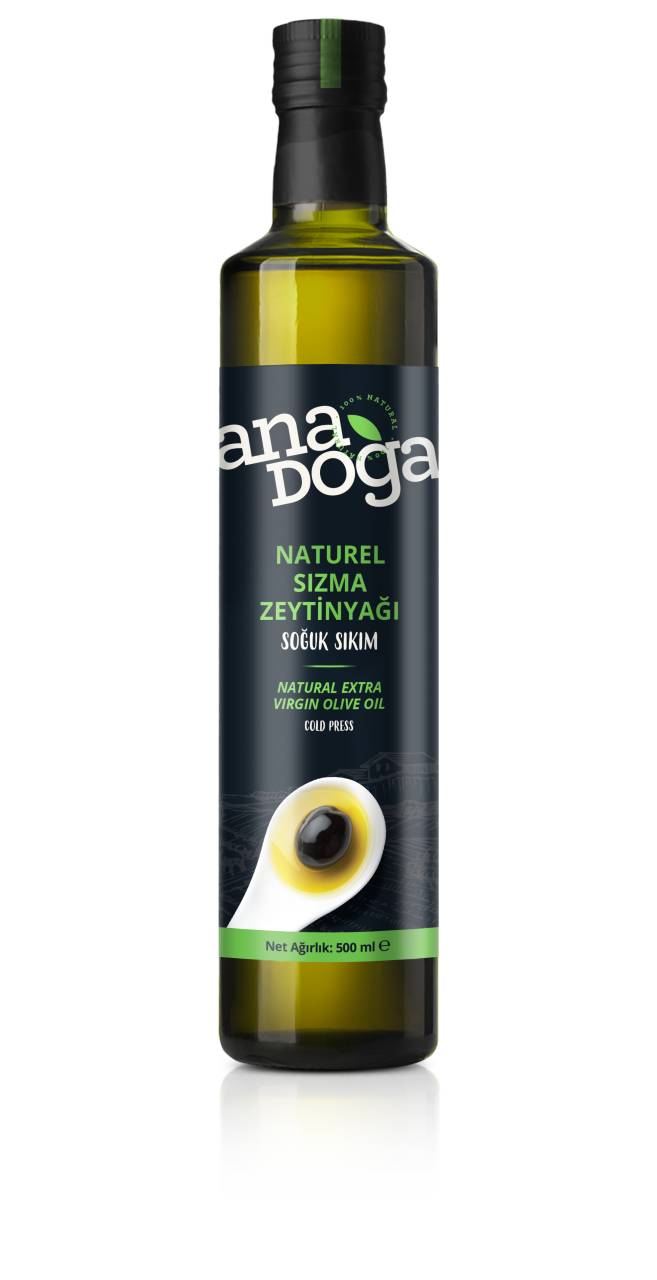 100% NATURAL
ana
DOğa
NATUREL
SIZMA
ZEYTİNYAĞI
SOĞUK SIKIM
NATURAL EXTRA
VIRGIN OLIVE OIL
COLD PRESS
Net Ağırlık: 500 ml ℮